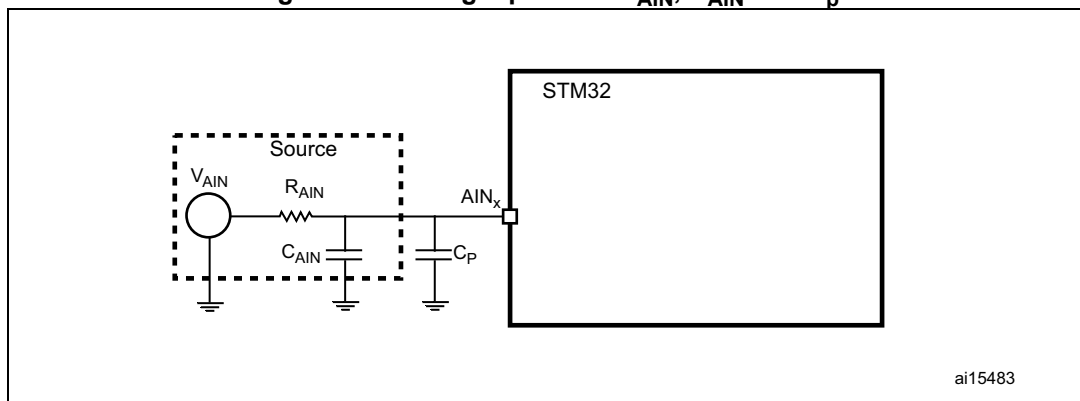 STM32
Source
VAIN
RAIN
AINx
CAIN
CP
ai15483